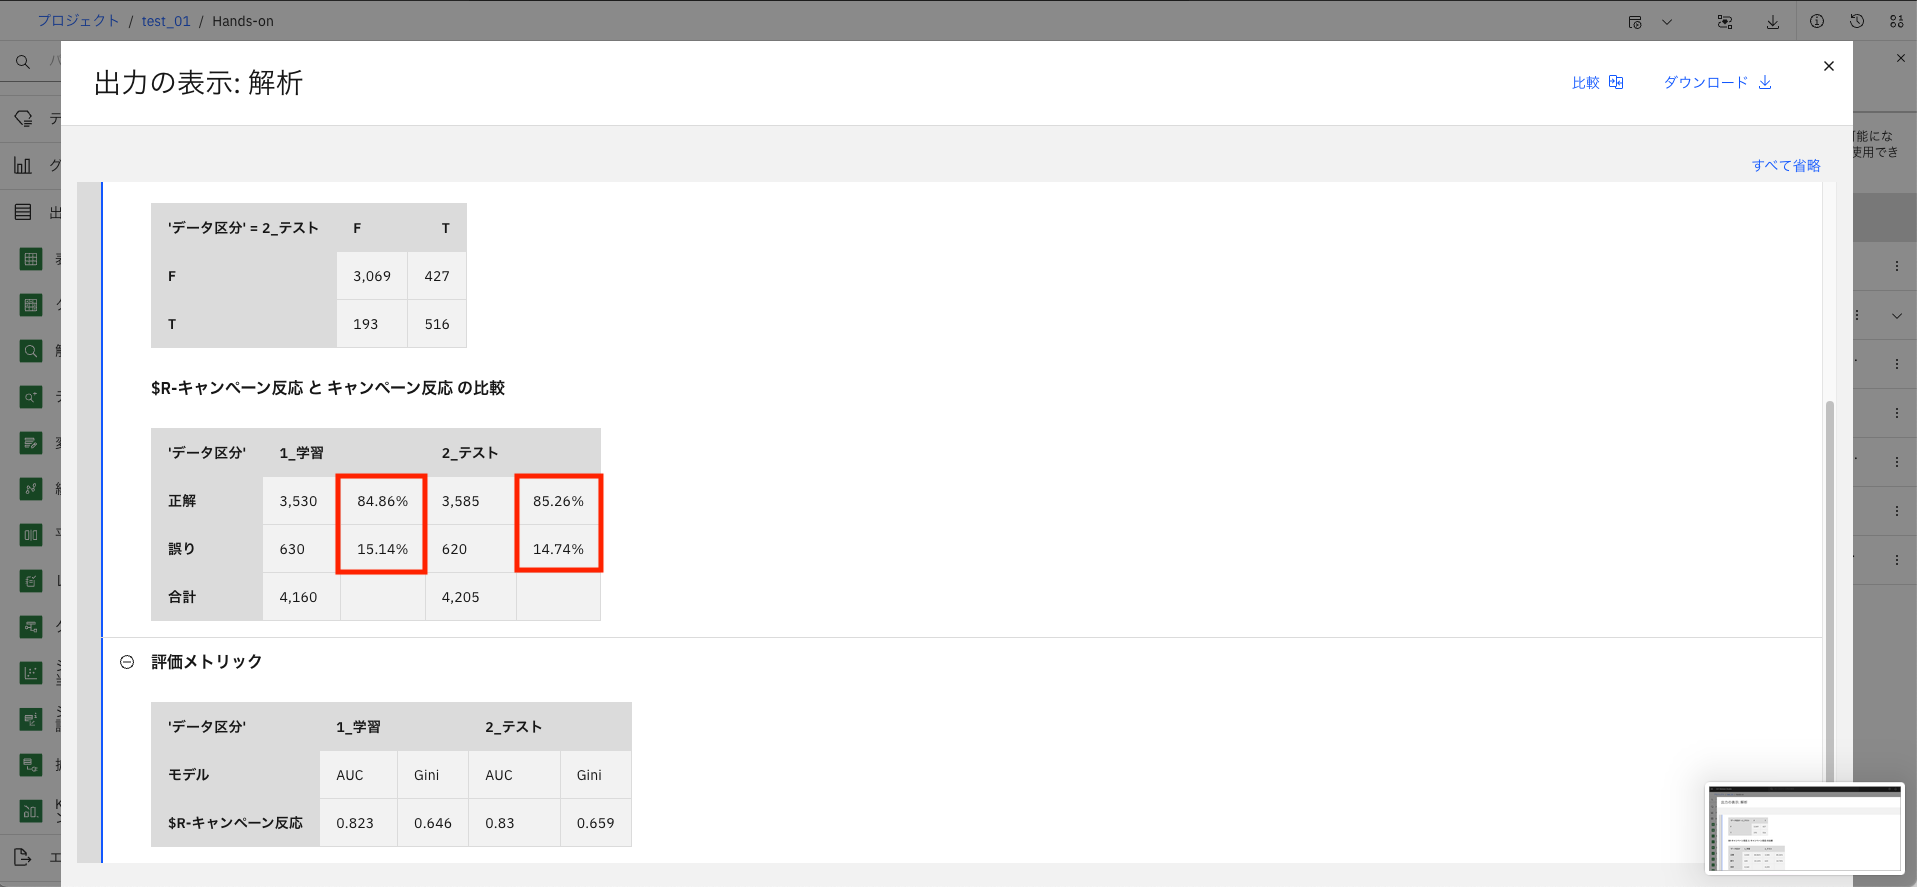 プロジェクト / test_01 / Hands-on
出力の表示: 解析
比較
ダウンロード
すべて省略
'データ区分' = 2_テスト F T
F 3,069 427
T 193 516
$R-キャンペーン反応 と キャンペーン反応 の比較
'データ区分' 1_学習 2_テスト
正解 3,530 84.86% 3,585 85.26%
誤り 630 15.14% 620 14.74%
合計 4,160 4,205
評価メトリック
'データ区分' 1_学習 2_テスト
モデル AUC Gini AUC Gini
$R-キャンペーン反応 0.823 0.646 0.83 0.659
可能にな
使用でき